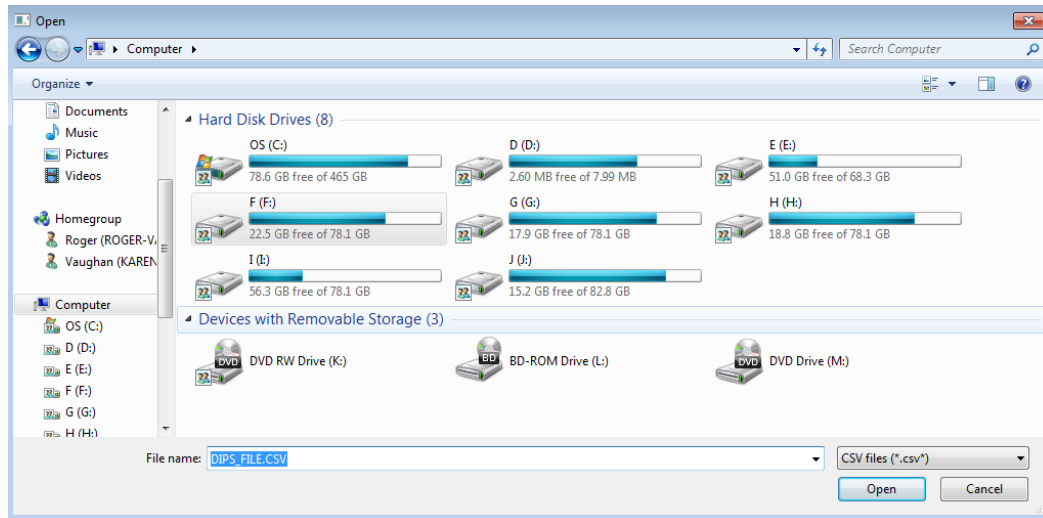 Open
Computer
Search Computer
Organize
Documents
Music
Pictures
Videos
Homegroup
Roger (ROGER-V
Vaughan (KAREN
Computer
OS (C:)
D (D:)
E (E:)
F (F:)
G (G:)
H (H:)
Hard Disk Drives (8)
OS (C:)
78.6 GB free of 465 GB
D (D:)
2.60 MB free of 7.99 MB
E (E:)
51.0 GB free of 68.3 GB
F (F:)
22.5 GB free of 78.1 GB
G (G:)
17.9 GB free of 78.1 GB
H (H:)
18.8 GB free of 78.1 GB
I (I:)
56.3 GB free of 78.1 GB
J (J:)
15.2 GB free of 82.8 GB
Devices with Removable Storage (3)
DVD RW Drive (K:)
BD-ROM Drive (L:)
DVD Drive (M:)
File name: DIPS_FILE.CSV
CSV files (*.csv*)
Open Cancel